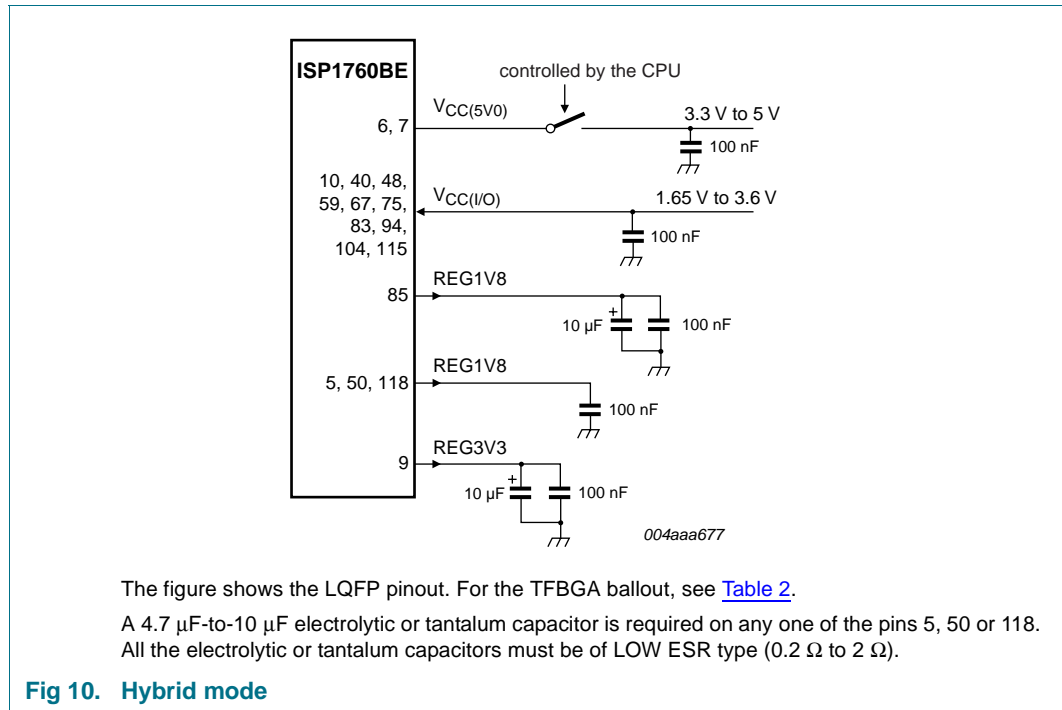 ISP1760BE
controlled by the CPU
6, 7
VCC(5V0)
3.3 V to 5 V
100 nF
10, 40, 48,
59, 67, 75,
83, 94,
104, 115
VCC(I/O)
1.65 V to 3.6 V
100 nF
85
REG1V8
+
10 µF
100 nF
5, 50, 118
REG1V8
100 nF
9
REG3V3
+
10 µF
100 nF
004aaa677
The figure shows the LQFP pinout. For the TFBGA ballout, see Table 2.
A 4.7 µF-to-10 µF electrolytic or tantalum capacitor is required on any one of the pins 5, 50 or 118.
All the electrolytic or tantalum capacitors must be of LOW ESR type (0.2 Ω to 2 Ω).
Fig 10. Hybrid mode